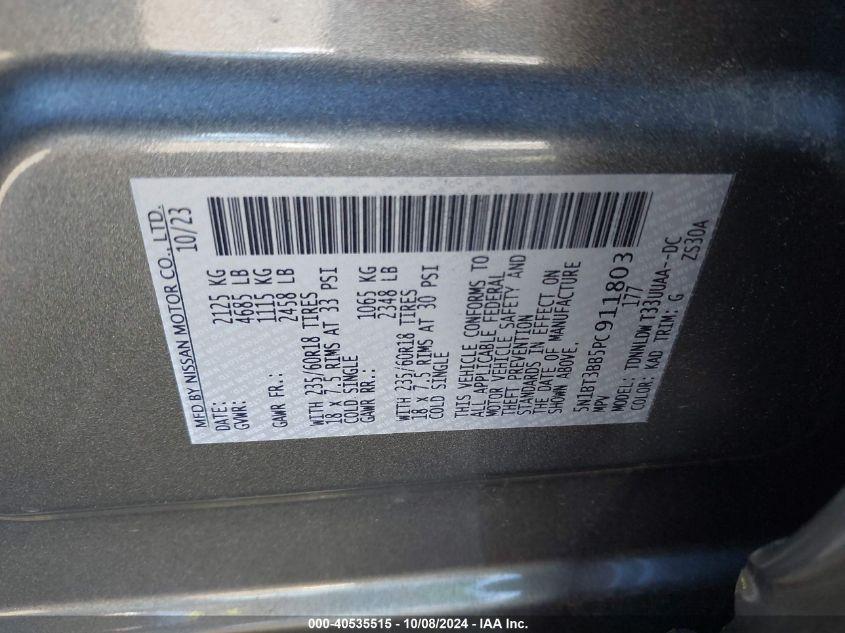 MFD BY NISSAN MOTOR CO., LTD.
DATE: 10/23
GVWR: 2125 KG
4685 LB
GAWR FR.: 1115 KG
2458 LB
WITH 235/60R18 TIRES
18 X 7.5 RIMS AT 33 PSI
COLD SINGLE
GAWR RR.: 1065 KG
2348 LB
WITH 235/60R18 TIRES
18 X 7.5 RIMS AT 30 PSI
COLD SINGLE
THIS VEHICLE CONFORMS TO
ALL APPLICABLE FEDERAL
MOTOR VEHICLE SAFETY AND
THEFT PREVENTION
STANDARDS IN EFFECT ON
THE DATE OF MANUFACTURE
SHOWN ABOVE.
5N1BT3BB5PC911803
MPV 177
MODEL: TDNNLDWT33UUAA--DC
COLOR: KAD TRIM: G ZS30A
000-40535515 - 10/08/2024 - IAA Inc.